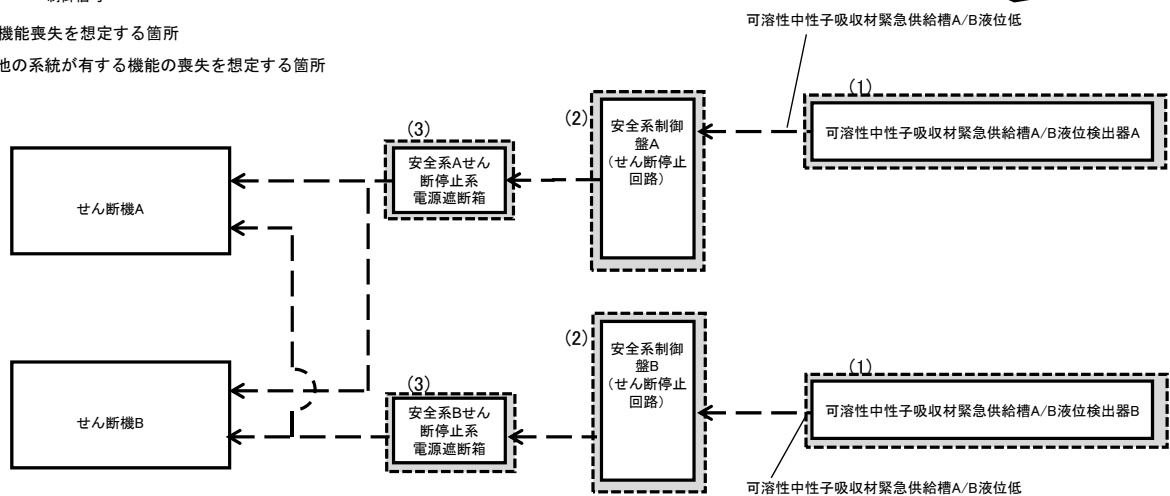 機能喪失を想定する箇所
他の系統が有する機能の喪失を想定する箇所
可溶性中性子吸収材緊急供給槽A/B液位低
(1)
可溶性中性子吸収材緊急供給槽A/B液位検出器A
(2)
安全系制御
盤A
(せん断停止
回路)
(3)
安全系Aせん
断停止系
電源遮断箱
せん断機A
(1)
可溶性中性子吸収材緊急供給槽A/B液位検出器B
(2)
安全系制御
盤B
(せん断停止
回路)
(3)
安全系Bせん
断停止系
電源遮断箱
せん断機B
可溶性中性子吸収材緊急供給槽A/B液位低